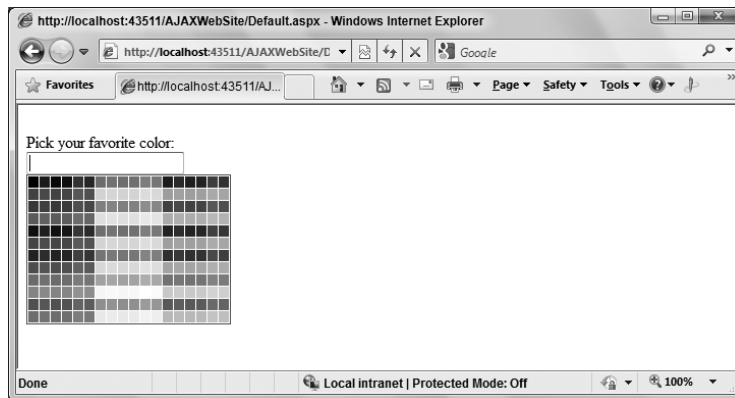 http://localhost:43511/AJAXWebSite/Default.aspx - Windows Internet Explorer
http://localhost:43511/AJAXWebSite/D
Google
Favorites
http://localhost:43511/AJ...
Page
Safety
Tools
Pick your favorite color:
Done
Local intranet | Protected Mode: Off
100%